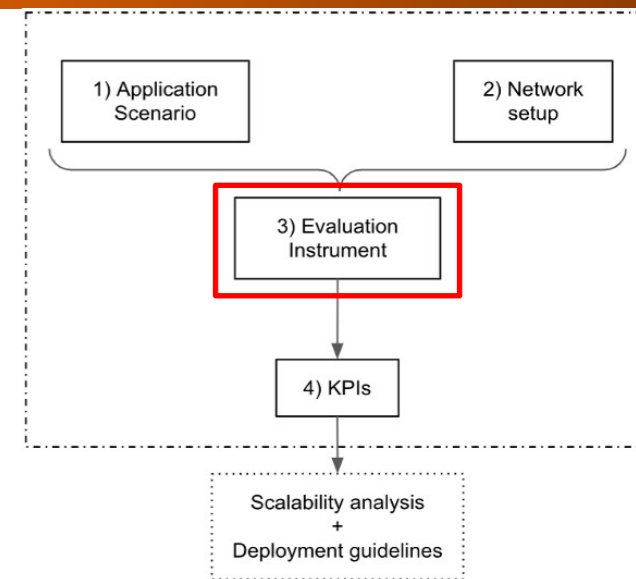 1) Application
Scenario
2) Network
setup
3) Evaluation
Instrument
4) KPIs
Scalability analysis
+
Deployment guidelines